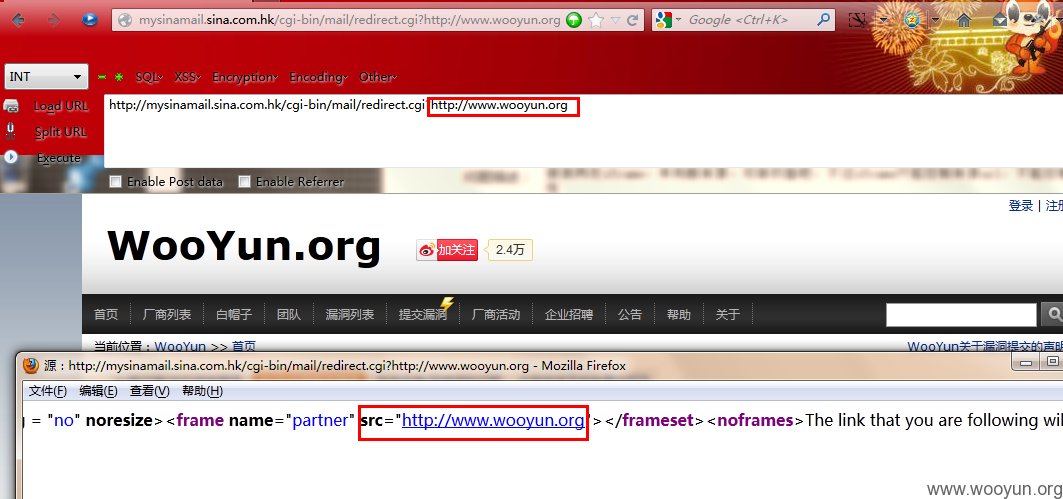 mysinamail.sina.com.hk/cgi-bin/mail/redirect.cgi?http://www.wooyun.org
Google <Ctrl+K>
INT
SQL XSS Encryption Encoding Other
Load URL
http://mysinamail.sina.com.hk/cgi-bin/mail/redirect.cgi?http://www.wooyun.org
Split URL
Execute
Enable Post data Enable Referrer
登录 | 注
WooYun.org
加关注 2.4万
首页 厂商列表 白帽子 团队 漏洞列表 提交漏洞 厂商活动 企业招聘 公告 帮助 关于
当前位置：WooYun >> 首页 WooYun关于漏洞提交的声明
源：http://mysinamail.sina.com.hk/cgi-bin/mail/redirect.cgi?http://www.wooyun.org - Mozilla Firefox
文件(F) 编辑(E) 查看(V) 帮助(H)
= "no" noresize><frame name="partner" src="http://www.wooyun.org"></frameset><noframes>The link that you are following wil
www.wooyun.org